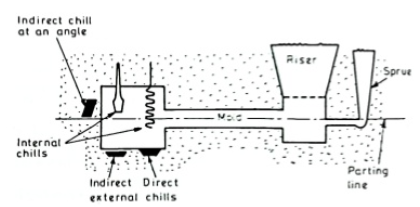 Indirect chill
at an angle
Riser
Sprue
Mold
Internal
chills
Parting
line
Indirect Direct
external chills